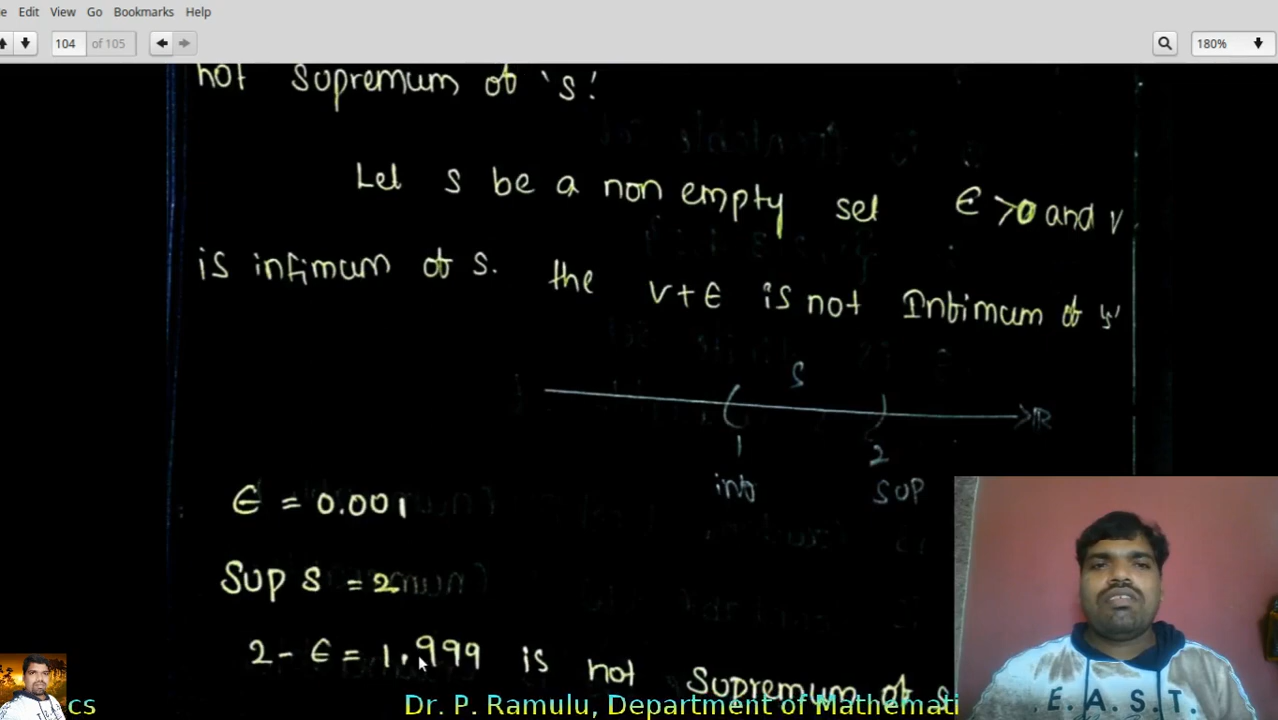 e Edit View Go Bookmarks Help
104 of 105 180%
not Supremum of 's'
Let s be a non empty set ϵ >0 and v
is infimum of s. the v+ϵ is not Infimum of 's'
S
IR
1 2
inf SUP
ϵ = 0.001
Sup S = 2
2 - ϵ = 1.999 is not Supremum of s
cs Dr. P. Ramulu, Department of Mathemati
E.A.S.T.